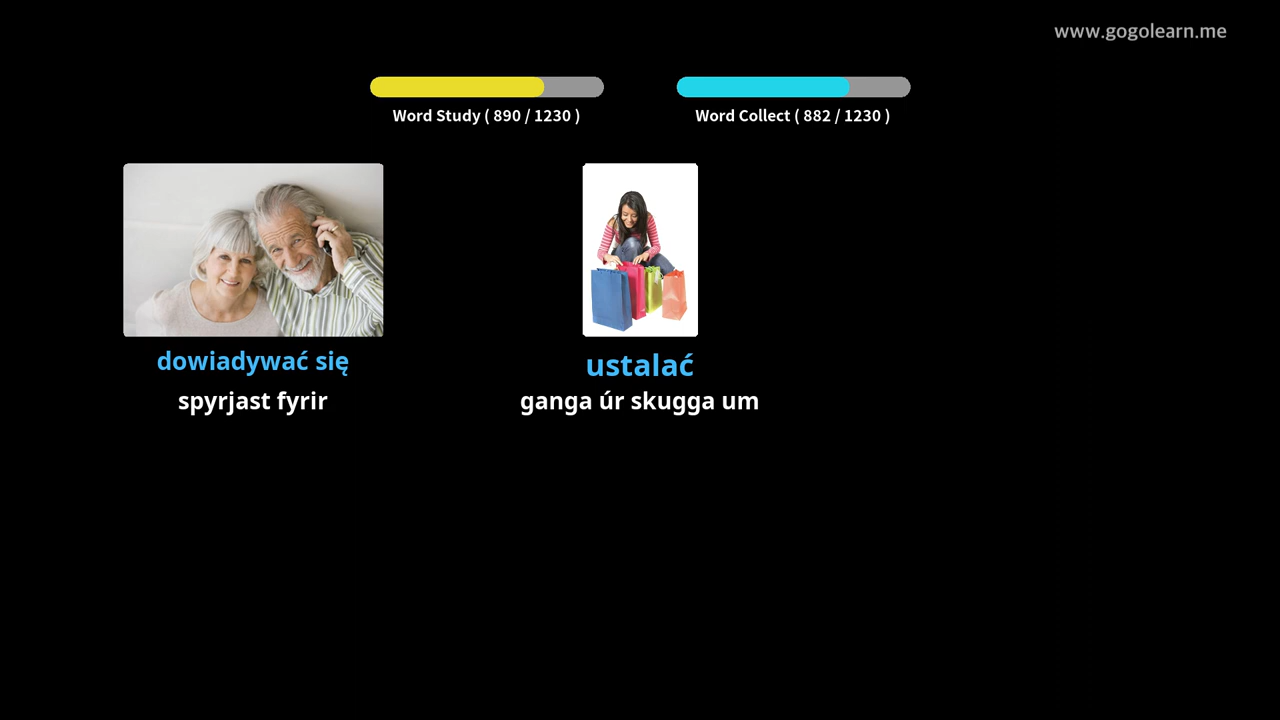 www.gogolearn.me
Word Study ( 890 / 1230 )
Word Collect ( 882 / 1230 )
dowiadywać się
spyrjast fyrir
ustalać
ganga úr skugga um